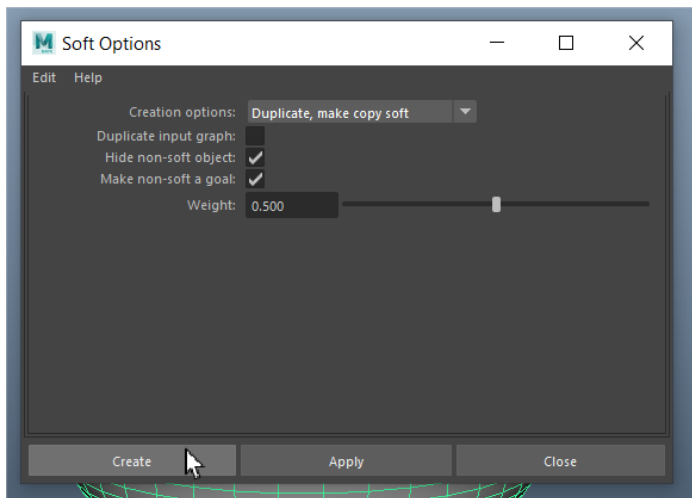 M Soft Options
Edit Help
Creation options: Duplicate, make copy soft
Duplicate input graph:
Hide non-soft object:
Make non-soft a goal:
Weight: 0.500
Create Apply Close